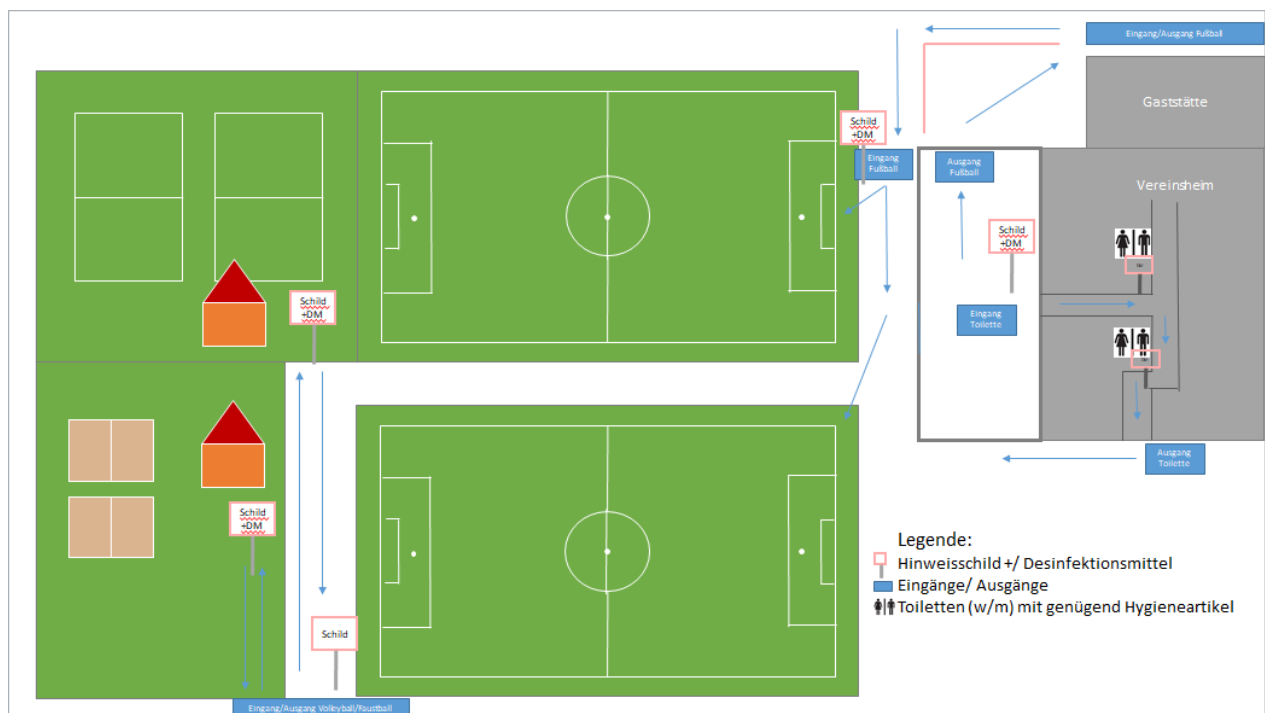 Eingang/Ausgang Fußball
Gaststätte
Schild
+DM
Eingang
Fußball
Ausgang
Fußball
Vereinsheim
Schild
+DM
Schild
+DM
Eingang
Toilette
Ausgang
Toilette
Schild
+DM
Schild
Eingang/Ausgang Volleyball/Faustball
Legende:
Hinweisschild +/ Desinfektionsmittel
Eingänge/ Ausgänge
Toiletten (w/m) mit genügend Hygieneartikel